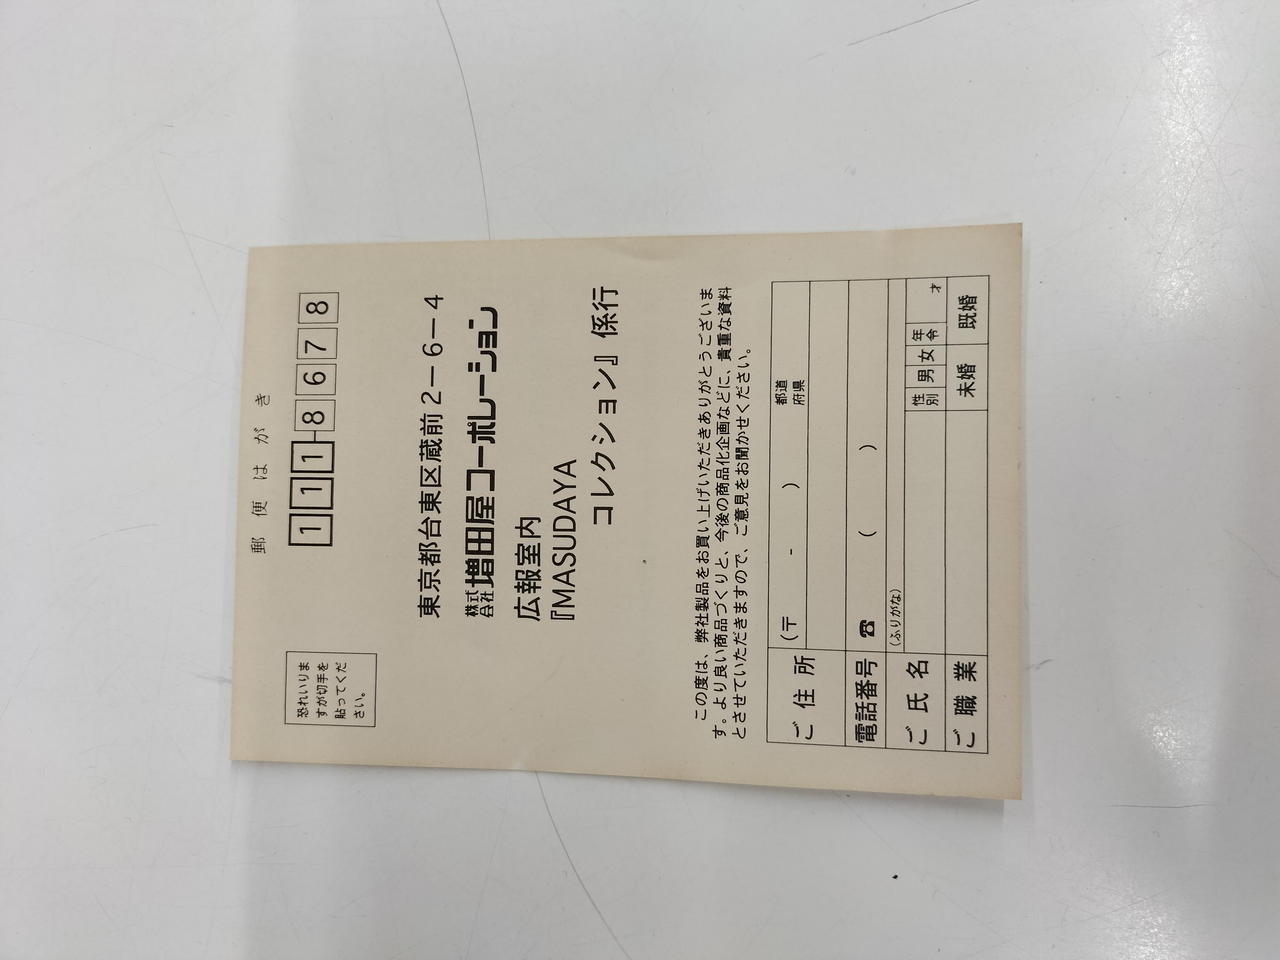 郵便はがき
111-8678
恐れいりま
すが切手を
貼ってくだ
さい。
東京都台東区蔵前2-6-4
株式会社増田屋コーポレーション
広報室内
『MASUDAYA
コレクション』係行
この度は、弊社製品をお買い上げいただきありがとうございま
す。より良い商品づくりと、今後の商品化企画などに、貴重な資料
とさせていただきますので、ご意見をお聞かせください。
ご住所 (〒 - )
都道府県
電話番号 ☎ ( )
ご氏名 (ふりがな) 性別 男 女 年令 才
ご職業 未婚 既婚